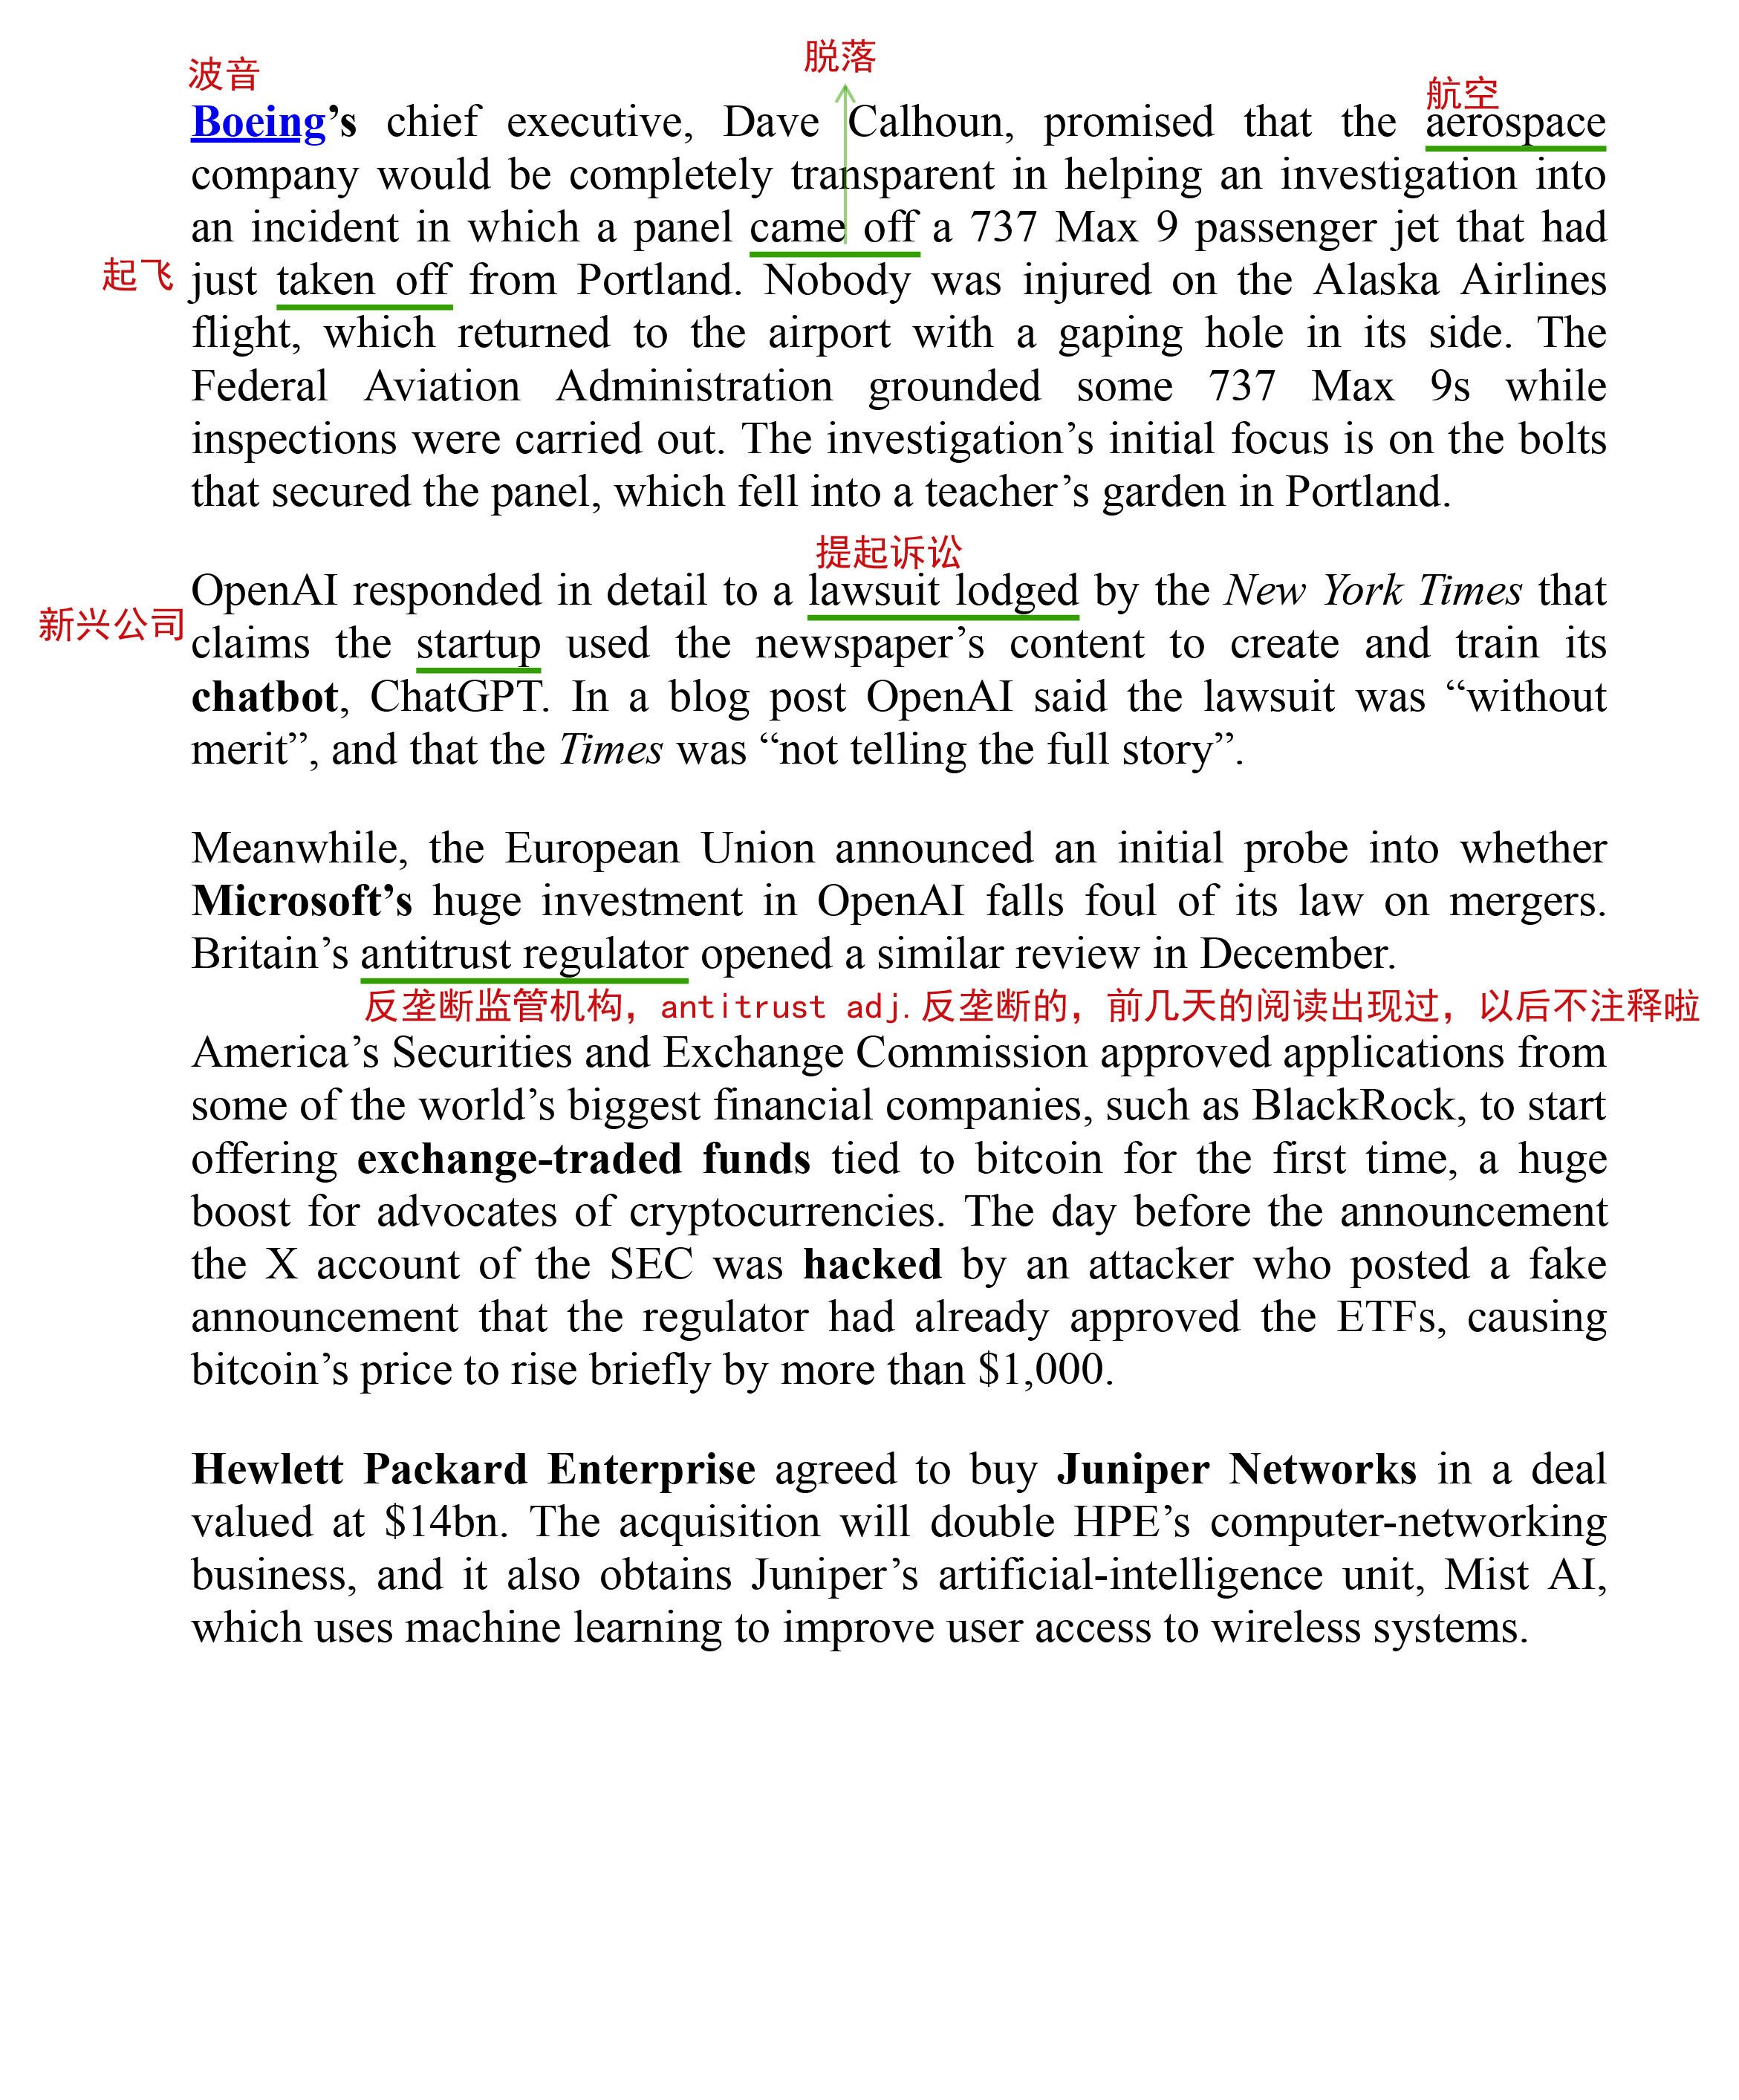 波音
脱落
航空
Boeing’s chief executive, Dave Calhoun, promised that the aerospace
company would be completely transparent in helping an investigation into
an incident in which a panel came off a 737 Max 9 passenger jet that had
起飞
just taken off from Portland. Nobody was injured on the Alaska Airlines
flight, which returned to the airport with a gaping hole in its side. The
Federal Aviation Administration grounded some 737 Max 9s while
inspections were carried out. The investigation’s initial focus is on the bolts
that secured the panel, which fell into a teacher’s garden in Portland.
提起诉讼
OpenAI responded in detail to a lawsuit lodged by the New York Times that
新兴公司
claims the startup used the newspaper’s content to create and train its
chatbot, ChatGPT. In a blog post OpenAI said the lawsuit was “without
merit”, and that the Times was “not telling the full story”.
Meanwhile, the European Union announced an initial probe into whether
Microsoft’s huge investment in OpenAI falls foul of its law on mergers.
Britain’s antitrust regulator opened a similar review in December.
反垄断监管机构，antitrust adj.反垄断的，前几天的阅读出现过，以后不注释啦
America’s Securities and Exchange Commission approved applications from
some of the world’s biggest financial companies, such as BlackRock, to start
offering exchange-traded funds tied to bitcoin for the first time, a huge
boost for advocates of cryptocurrencies. The day before the announcement
the X account of the SEC was hacked by an attacker who posted a fake
announcement that the regulator had already approved the ETFs, causing
bitcoin’s price to rise briefly by more than $1,000.
Hewlett Packard Enterprise agreed to buy Juniper Networks in a deal
valued at $14bn. The acquisition will double HPE’s computer-networking
business, and it also obtains Juniper’s artificial-intelligence unit, Mist AI,
which uses machine learning to improve user access to wireless systems.